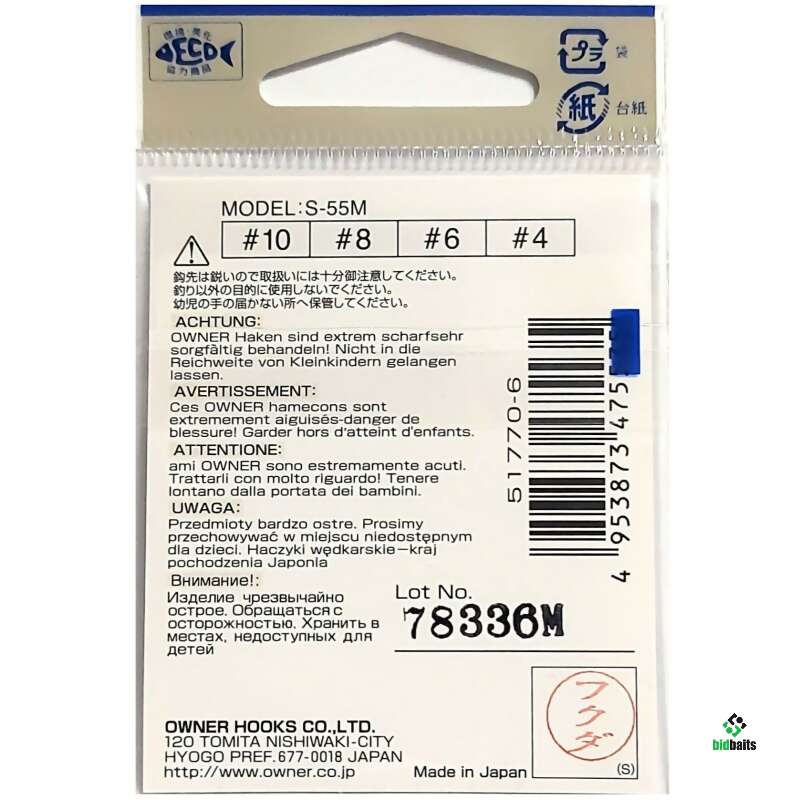 環境・美化
ECO
協力商品
プラ
袋
紙
台紙
MODEL:S-55M
#10 #8 #6 #4
鈎先は鋭いので取扱いには十分御注意してください。
釣り以外の目的に使用しないでください。
幼児の手の届かない所へ保管してください。
ACHTUNG:
OWNER Haken sind extrem scharfsehr
sorgfältig behandeln! Nicht in die
Reichweite von Kleinkindern gelangen
lassen.
AVERTISSEMENT:
Ces OWNER hamecons sont
extremement aiguisés-danger de
blessure! Garder hors d'atteint d'enfants.
ATTENTIONE:
ami OWNER sono estremamente acuti.
Trattarli con molto riguardo! Tenere
lontano dalla portata dei bambini.
UWAGA:
Przedmioty bardzo ostre. Prosimy
przechowywać w miejscu niedostępnym
dla dzieci. Haczyki wędkarskie-kraj
pochodzenia Japonia
Внимание!:
Изделие чрезвычайно
острое. Обращаться с
осторожностью. Хранить в
местах, недоступных для
детей
51770-6
4 953873 475
Lot No.
78336M
OWNER HOOKS CO.,LTD.
120 TOMITA NISHIWAKI-CITY
HYOGO PREF. 677-0018 JAPAN
http://www.owner.co.jp
Made in Japan
フクダ
(S)
bidbaits